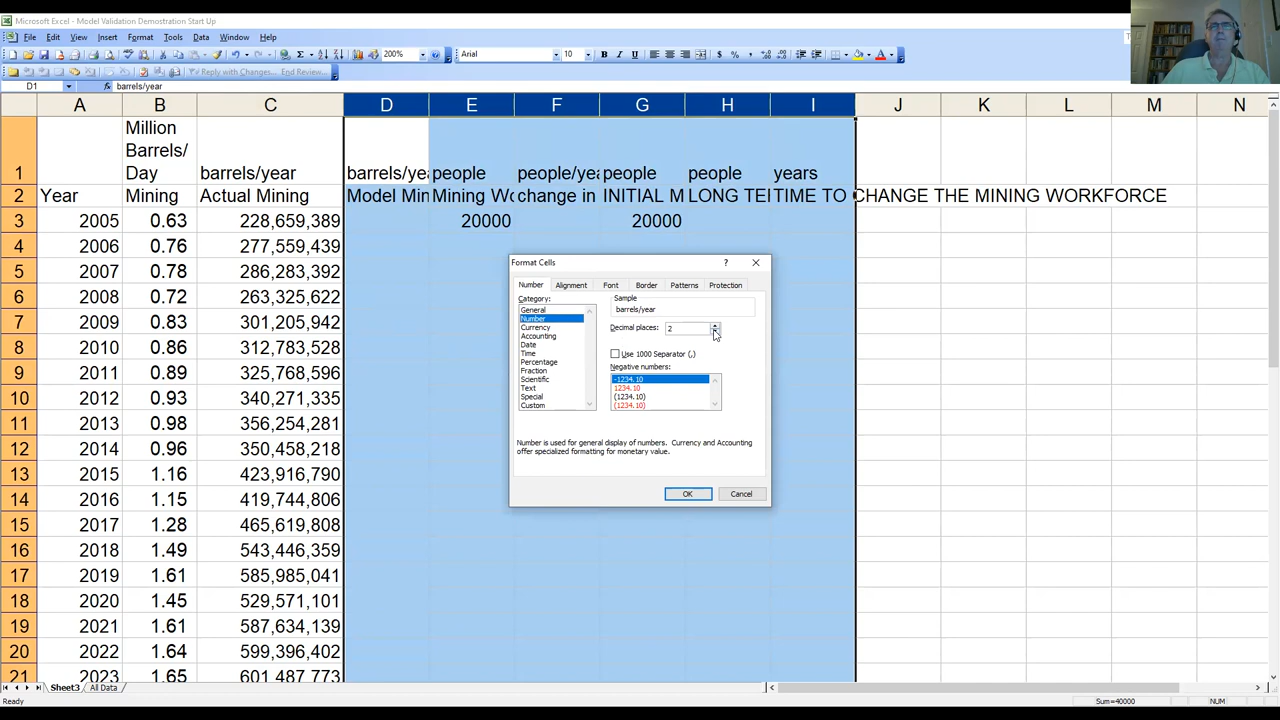 Microsoft Excel - Model Validation Demostration Start Up
File Edit View Insert Format Tools Data Window Help
200% Arial 10 B I U $ % ,
Reply with Changes... End Review...
D1 fx barrels/year
A B C D E F G H I J K L M N
Million
Barrels/
Day
1 barrels/year barrels/yea people people/yea people people years
2 Year Mining Actual Mining Model Min Mining Wo change in INITIAL M LONG TEI TIME TO CHANGE THE MINING WORKFORCE
3 2005 0.63 228,659,389 20000 20000
4 2006 0.76 277,559,439
5 2007 0.78 286,283,392
6 2008 0.72 263,325,622
7 2009 0.83 301,205,942
8 2010 0.86 312,783,528
9 2011 0.89 325,768,596
10 2012 0.93 340,271,335
11 2013 0.98 356,254,281
12 2014 0.96 350,458,218
13 2015 1.16 423,916,790
14 2016 1.15 419,744,806
15 2017 1.28 465,619,808
16 2018 1.49 543,446,359
17 2019 1.61 585,985,041
18 2020 1.45 529,571,101
19 2021 1.61 587,634,139
20 2022 1.64 599,396,402
21 2023 1.65 601,487,773
Format Cells ?
Number Alignment Font Border Patterns Protection
Category:
General
Number
Currency
Accounting
Date
Time
Percentage
Fraction
Scientific
Text
Special
Custom
Sample
barrels/year
Decimal places: 2
Use 1000 Separator (,)
Negative numbers:
-1234.10
1234.10
(1234.10)
(1234.10)
Number is used for general display of numbers. Currency and Accounting
offer specialized formatting for monetary value.
OK Cancel
Sheet3 All Data
Ready Sum=40000 NUM